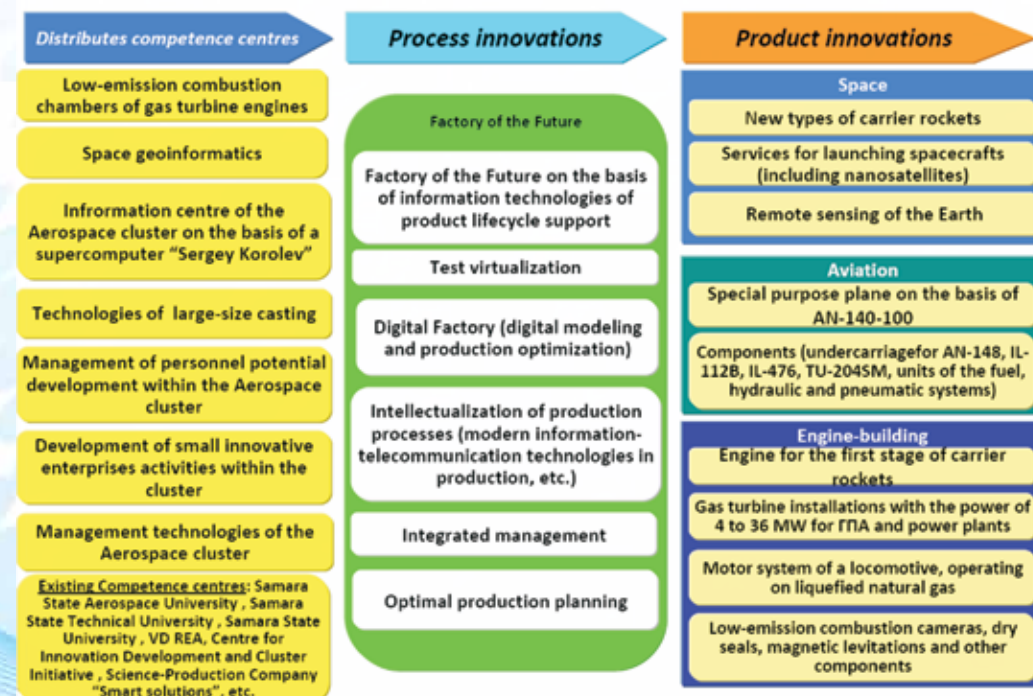 Distributes competence centres
Low-emission combustion
chambers of gas turbine engines
Space geoinformatics
Infrormation centre of the
Aerospace cluster on the basis of a
supercomputer “Sergey Korolev”
Technologies of large-size casting
Management of personnel potential
development within the Aerospace
cluster
Development of small innovative
enterprises activities within the
cluster
Management technologies of the
Aerospace cluster
Existing Competence centres: Samara
State Aerospace University , Samara
State Technical University , Samara State
University , VD REA, Centre for
Innovation Development and Cluster
Initiative , Science-Production Company
“Smart solutions”, etc.
Process innovations
Factory of the Future
Factory of the Future on the basis
of information technologies of
product lifecycle support
Test virtualization
Digital Factory (digital modeling
and production optimization)
Intellectualization of production
processes (modern information-
telecommunication technologies in
production, etc.)
Integrated management
Optimal production planning
Product innovations
Space
New types of carrier rockets
Services for launching spacecrafts
(including nanosatellites)
Remote sensing of the Earth
Aviation
Special purpose plane on the basis of
AN-140-100
Components (undercarriagefor AN-148, IL-
112B, IL-476, TU-204SM, units of the fuel,
hydraulic and pneumatic systems)
Engine-building
Engine for the first stage of carrier
rockets
Gas turbine installations with the power of
4 to 36 MW for ГПА and power plants
Motor system of a locomotive, operating
on liquefied natural gas
Low-emission combustion cameras, dry
seals, magnetic levitations and other
components